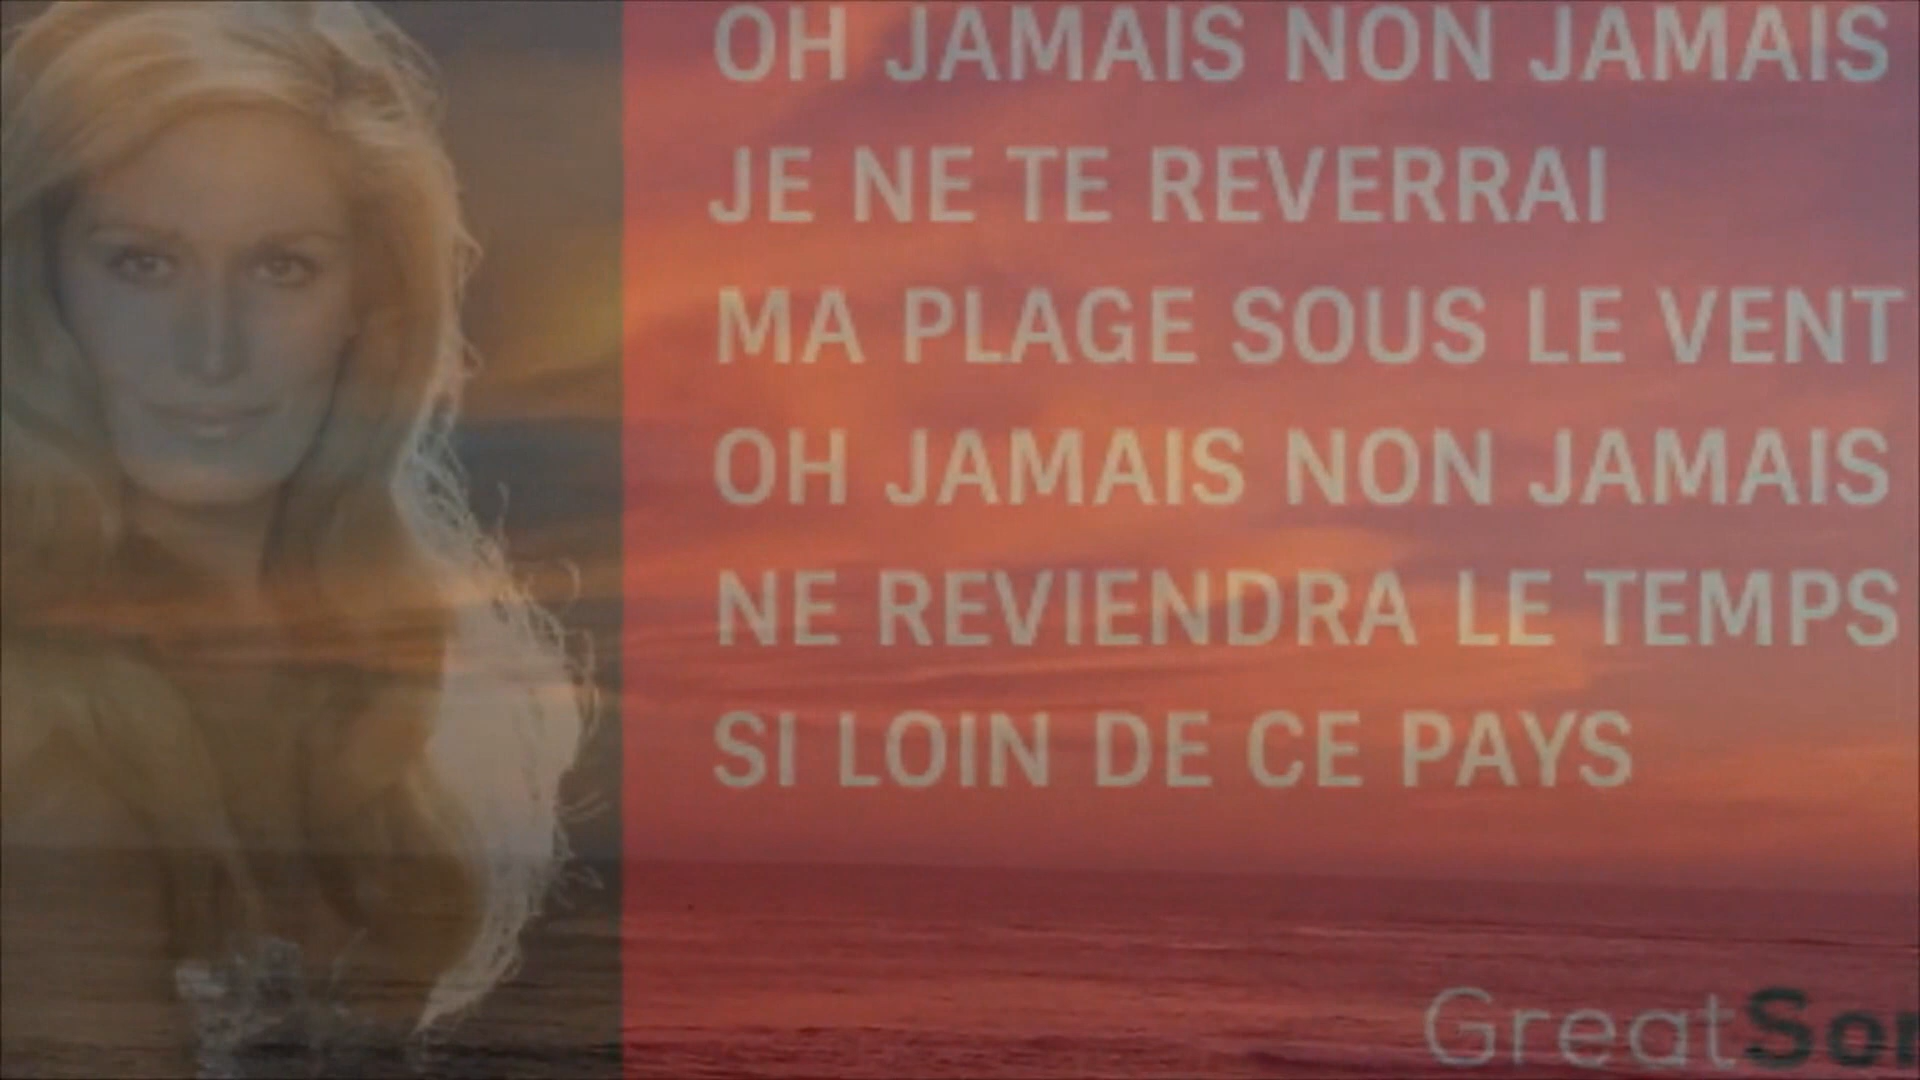 OH JAMAIS NON JAMAIS
JE NE TE REVERRAI
MA PLAGE SOUS LE VENT
OH JAMAIS NON JAMAIS
NE REVIENDRA LE TEMPS
SI LOIN DE CE PAYS
GreatSon